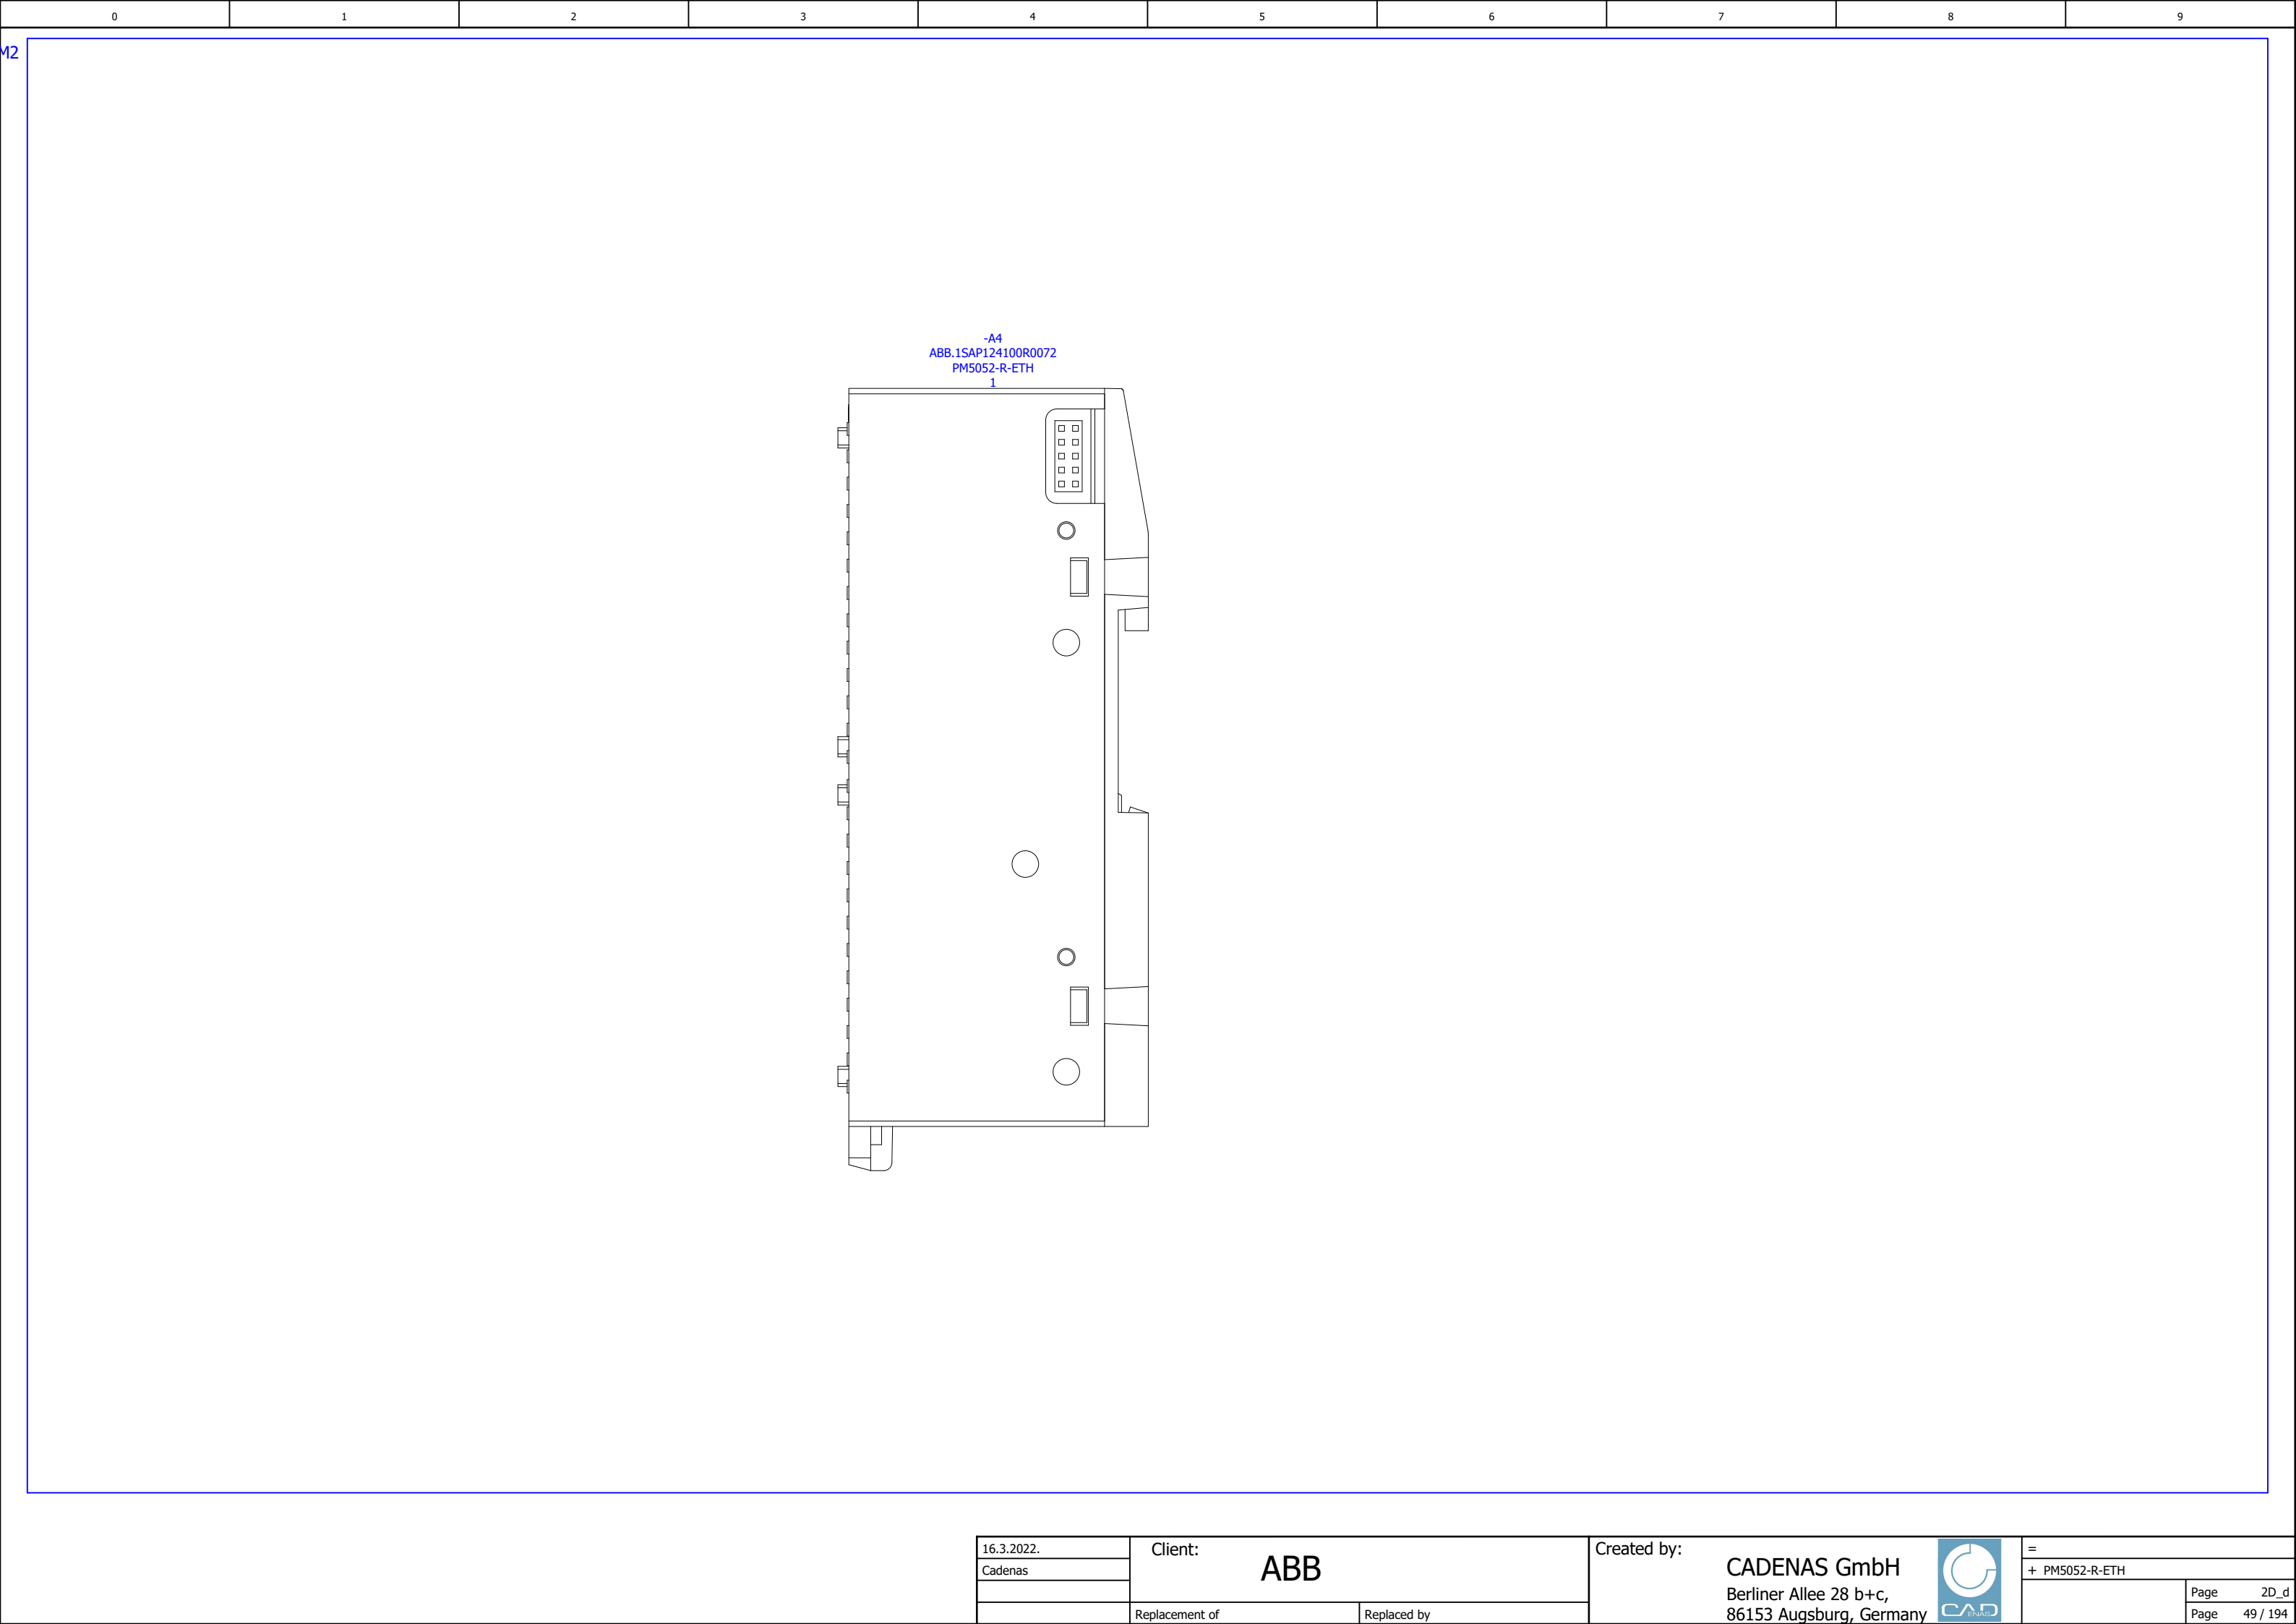 0 1 2 3 4 5 6 7 8 9
M2
-A4
ABB.1SAP124100R0072
PM5052-R-ETH
1
16.3.2022.
Cadenas
Client:
ABB
Replacement of
Replaced by
Created by:
CADENAS GmbH
Berliner Allee 28 b+c,
86153 Augsburg, Germany
CADENAS
=
+ PM5052-R-ETH
Page 2D_d
Page 49 / 194